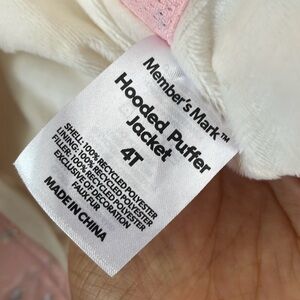 Member's Mark™
Hooded Puffer
Jacket
4T
SHELL: 100% RECYCLED POLYESTER
LINING: 100% RECYCLED POLYESTER
FILLER: 100% RECYCLED POLYESTER
EXCLUSIVE OF DECORATION
FAUX FUR
MADE IN CHINA